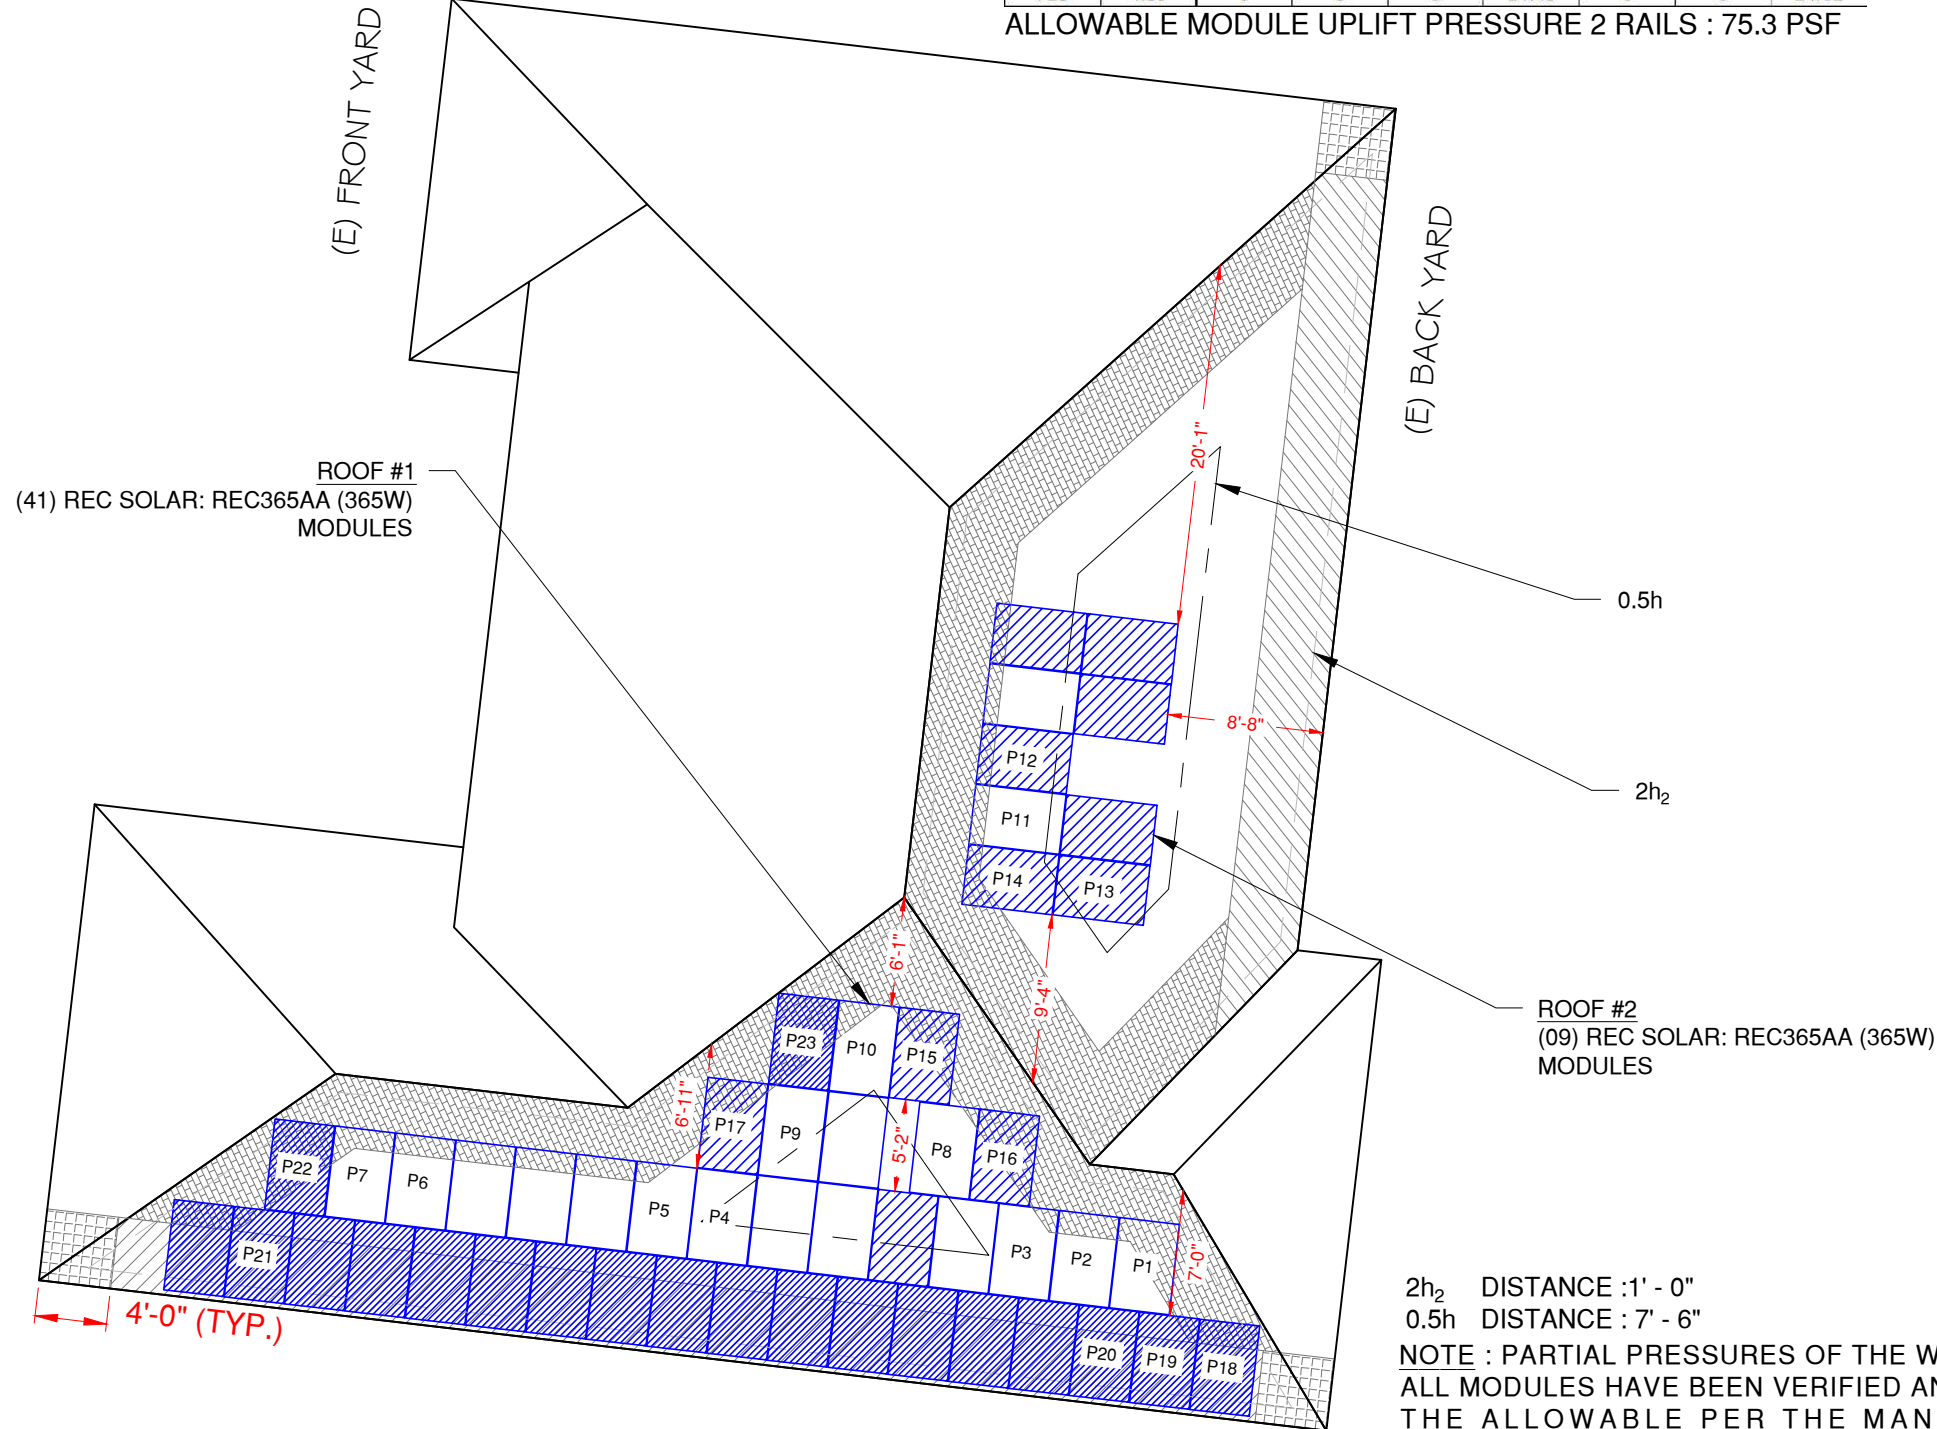 ALLOWABLE MODULE UPLIFT PRESSURE 2 RAILS : 75.3 PSF
(E) FRONT YARD
(E) BACK YARD
20'-1"
ROOF #1
(41) REC SOLAR: REC365AA (365W)
MODULES
0.5h
8'-8"
P12
2h₂
P11
P14
P13
6'-1"
9'-4"
ROOF #2
(09) REC SOLAR: REC365AA (365W)
MODULES
P23
P10
P15
6'-11"
P17
P9
5'-2"
P8
P16
P22
P7
P6
P5
P4
P3
P2
P1
7'-0"
P21
4'-0" (TYP.)
P20
P19
P18
2h₂ DISTANCE :1' - 0"
0.5h DISTANCE : 7' - 6"
NOTE : PARTIAL PRESSURES OF THE W
ALL MODULES HAVE BEEN VERIFIED AN
THE ALLOWABLE PER THE MAN